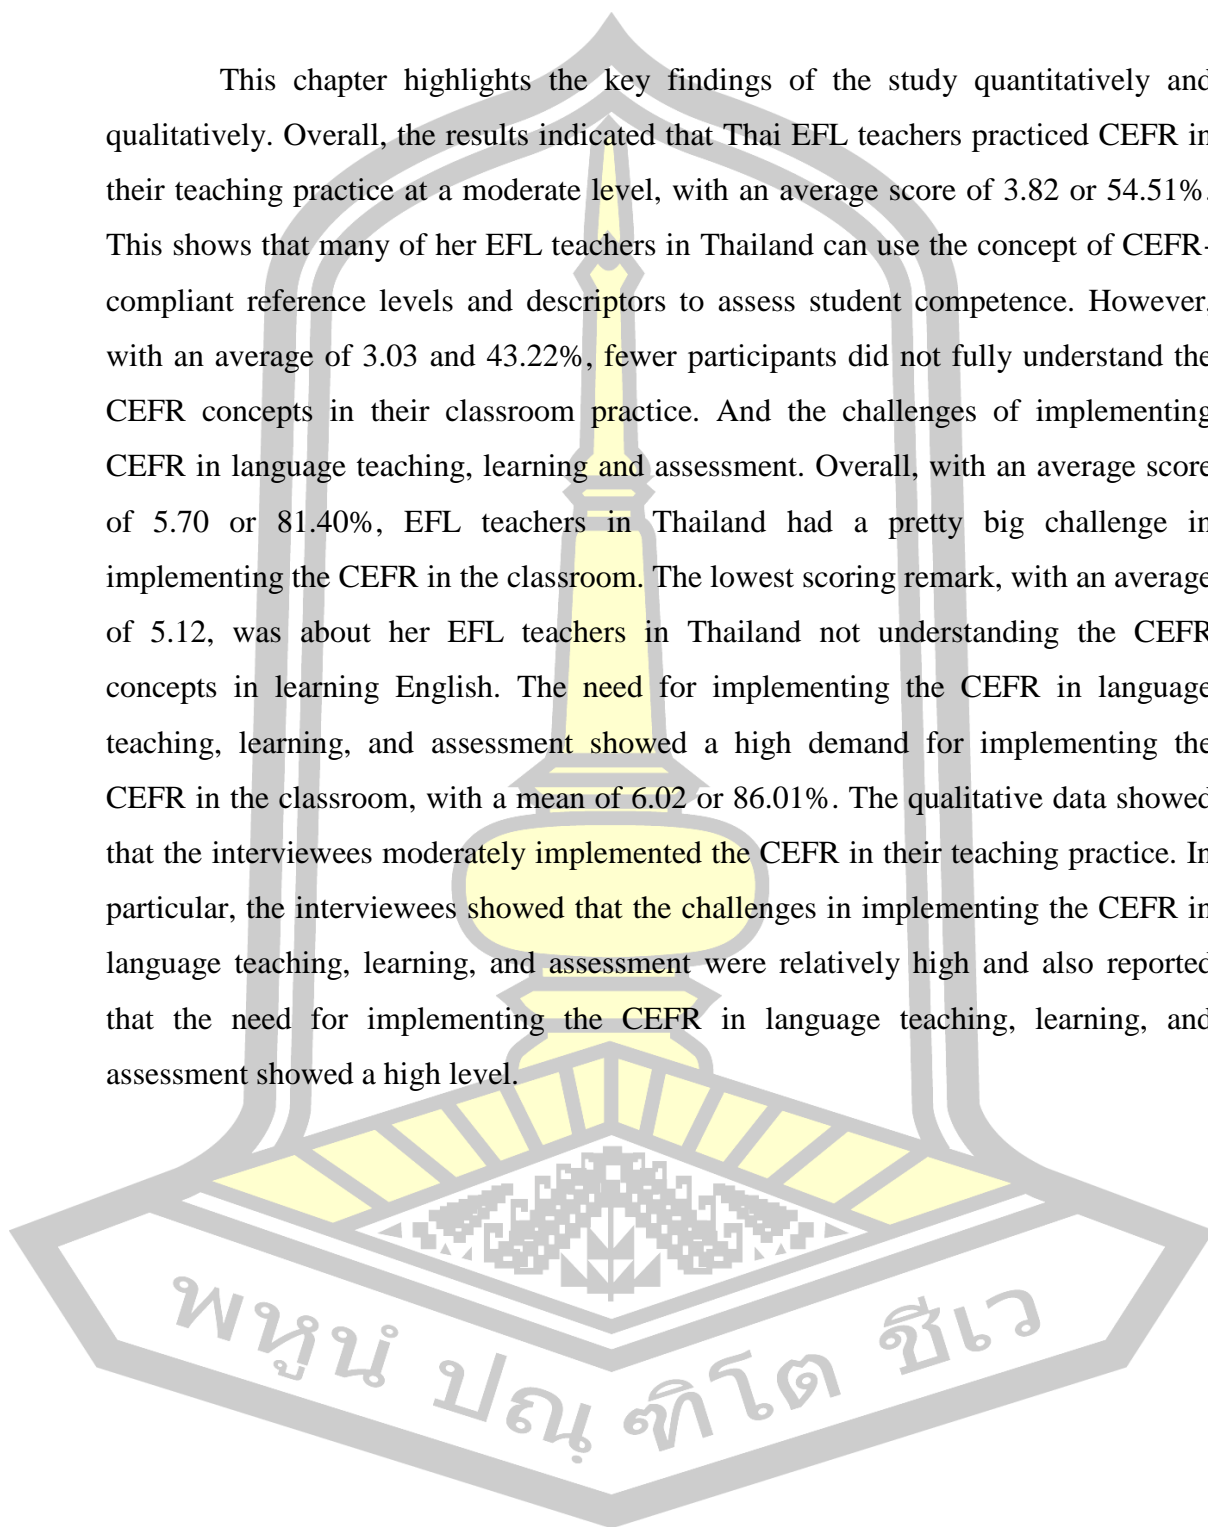 This chapter highlights the key findings of the study quantitatively and
qualitatively. Overall, the results indicated that Thai EFL teachers practiced CEFR in
their teaching practice at a moderate level, with an average score of 3.82 or 54.51%.
This shows that many of her EFL teachers in Thailand can use the concept of CEFR-
compliant reference levels and descriptors to assess student competence. However,
with an average of 3.03 and 43.22%, fewer participants did not fully understand the
CEFR concepts in their classroom practice. And the challenges of implementing
CEFR in language teaching, learning and assessment. Overall, with an average score
of 5.70 or 81.40%, EFL teachers in Thailand had a pretty big challenge in
implementing the CEFR in the classroom. The lowest scoring remark, with an average
of 5.12, was about her EFL teachers in Thailand not understanding the CEFR
concepts in learning English. The need for implementing the CEFR in language
teaching, learning, and assessment showed a high demand for implementing the
CEFR in the classroom, with a mean of 6.02 or 86.01%. The qualitative data showed
that the interviewees moderately implemented the CEFR in their teaching practice. In
particular, the interviewees showed that the challenges in implementing the CEFR in
language teaching, learning, and assessment were relatively high and also reported
that the need for implementing the CEFR in language teaching, learning, and
assessment showed a high level.
พหูนํ ปณฺฑิโต ชีเว